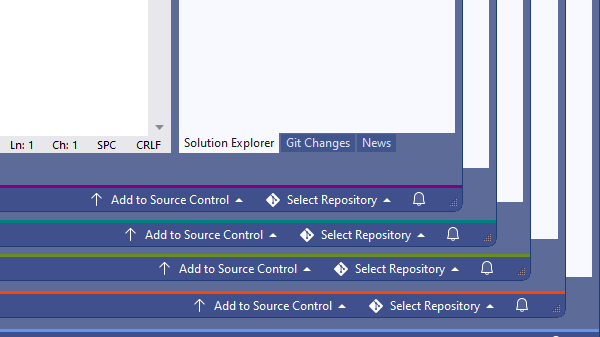 Solution Explorer Git Changes News
Ln: 1 Ch: 1 SPC CRLF
Add to Source Control Select Repository
Add to Source Control Select Repository
Add to Source Control Select Repository
Add to Source Control Select Repository